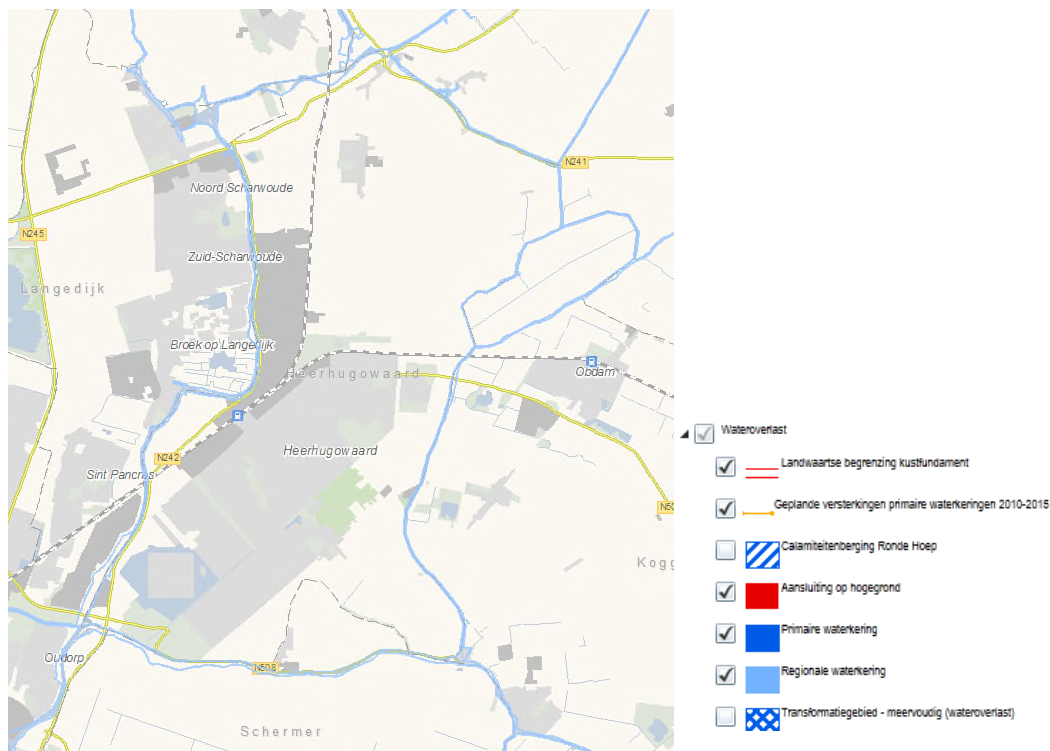 N241
Noord Scharwoude
N245
Zuid-Scharwoude
Langedijk
Broek op Langedijk
Heerhugowaard
Obdam
Heerhugowaard
N242
Sint Pancras
N50
Kogg
Oudorp
N508
Schermer
Wateroverlast
Landwaartse begrenzing kustfundament
Geplande versterkingen primaire waterkeringen 2010-2015
Calamiteitenberging Ronde Hoep
Aansluiting op hogegrond
Primaire waterkering
Regionale waterkering
Transformatiegebied - meervoudig (wateroverlast)